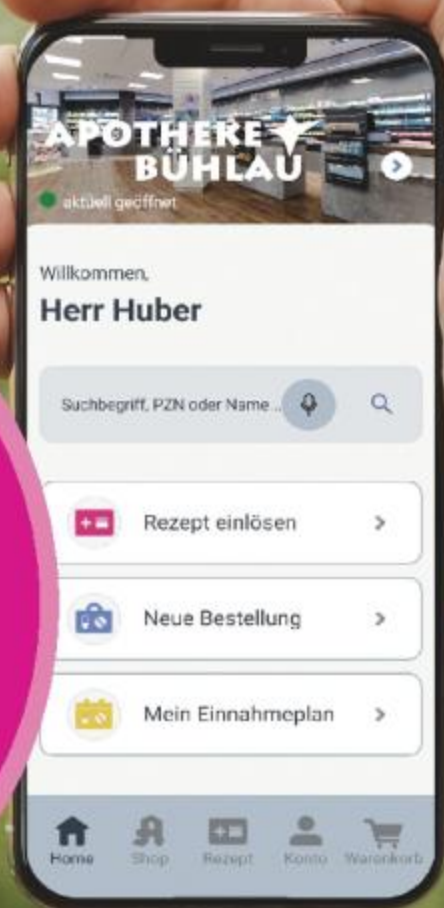 APOTHEKE
BÜHLAU
aktuell geöffnet
Willkommen,
Herr Huber
Suchbegriff, PZN oder Name ...
Rezept einlösen
Neue Bestellung
Mein Einnahmeplan
Home Shop Rezept Konto Warenkorb